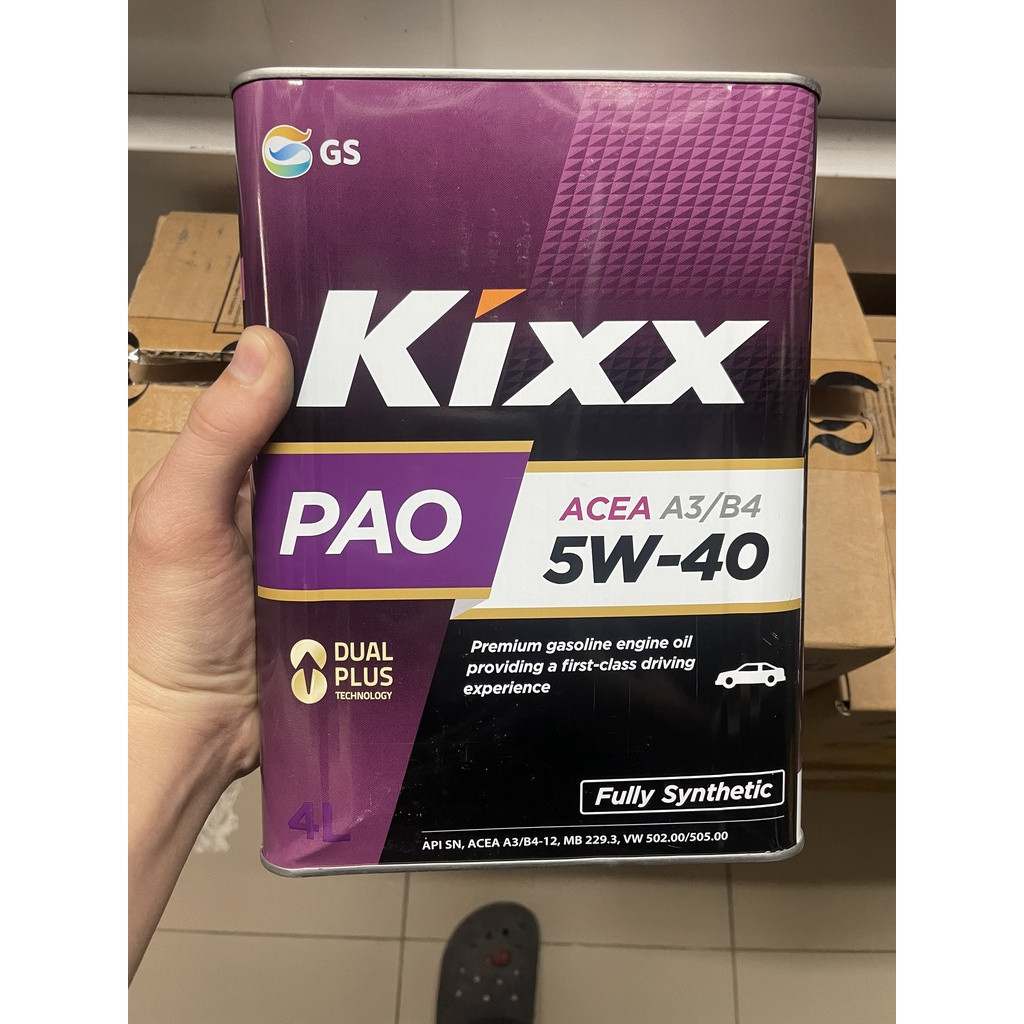 GS
Kixx
PAO
ACEA A3/B4
5W-40
DUAL
PLUS
TECHNOLOGY
Premium gasoline engine oil
providing a first-class driving
experience
Fully Synthetic
4L
API SN, ACEA A3/B4-12, MB 229.3, VW 502.00/505.00